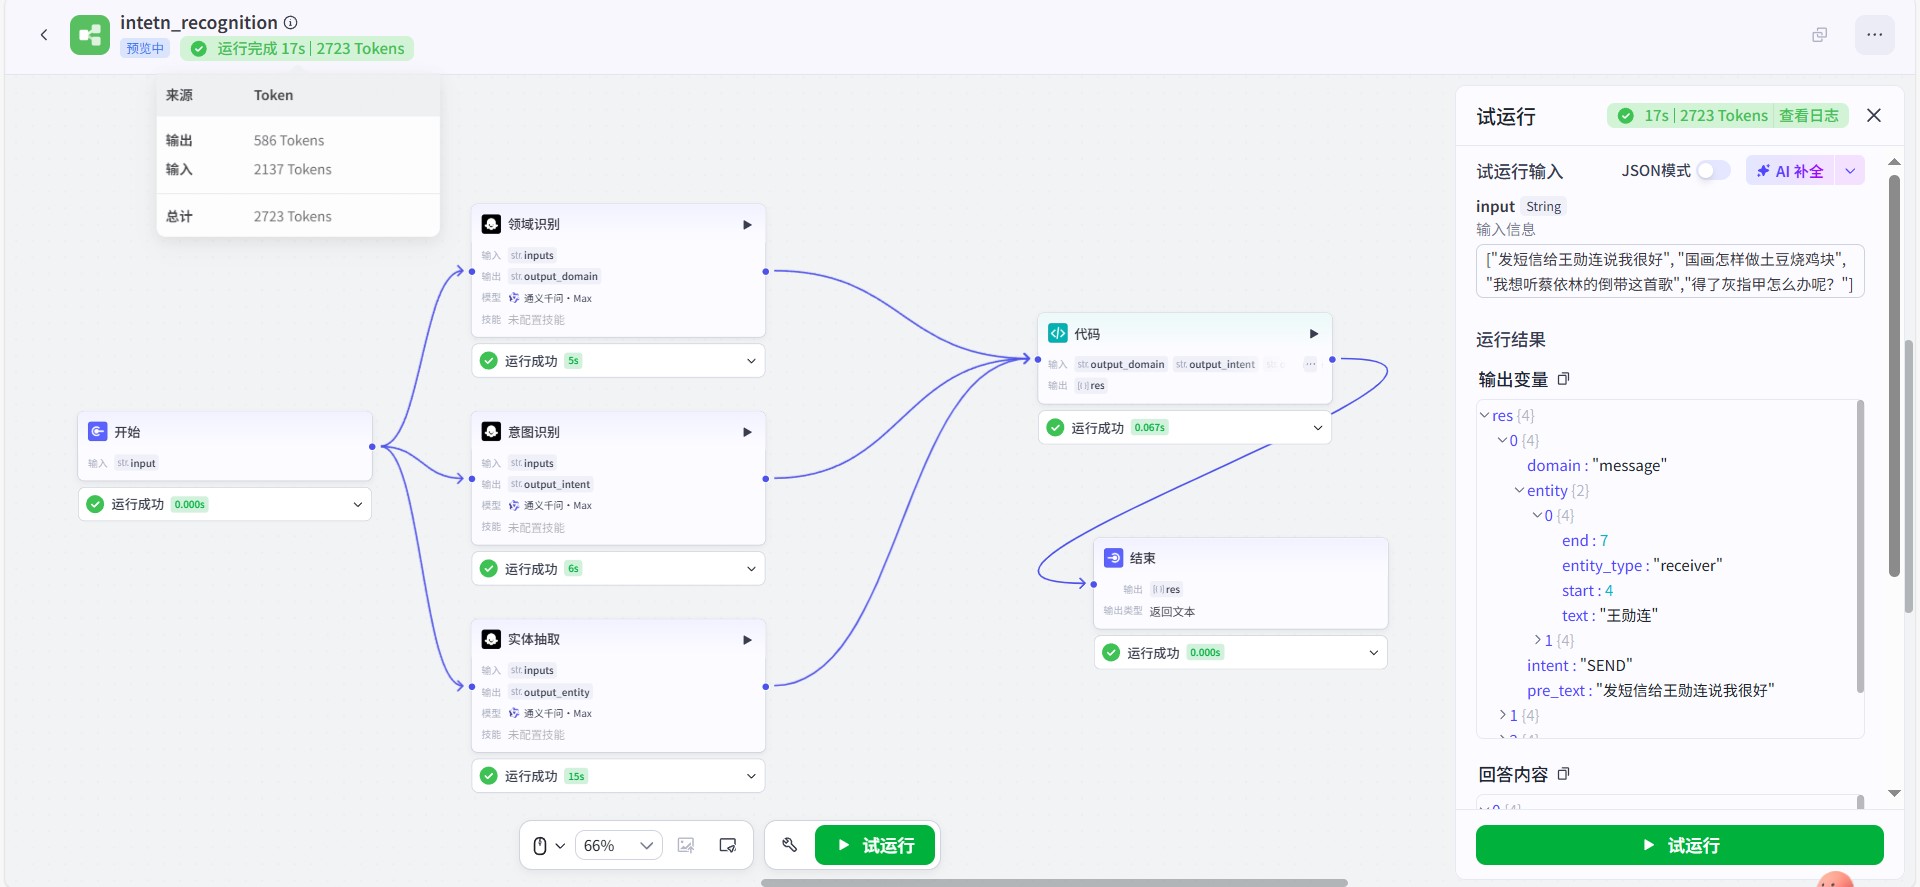 intetn_recognition
预览中
运行完成 17s | 2723 Tokens
来源 Token
输出 586 Tokens
输入 2137 Tokens
总计 2723 Tokens
开始
输入 str. input
运行成功 0.000s
领域识别
输入 str. inputs
输出 str. output_domain
模型 通义千问·Max
技能 未配置技能
运行成功 5s
意图识别
输入 str. inputs
输出 str. output_intent
模型 通义千问·Max
技能 未配置技能
运行成功 6s
实体抽取
输入 str. inputs
输出 str. output_entity
模型 通义千问·Max
技能 未配置技能
运行成功 15s
代码
输入 str. output_domain str. output_intent
输出 [{}] res
运行成功 0.067s
结束
输出 [{}] res
输出类型 返回文本
运行成功 0.000s
66%
试运行
试运行
17s | 2723 Tokens 查看日志
试运行输入
JSON模式
AI 补全
input String
输入信息
["发短信给王勋连说我很好", "国画怎样做土豆烧鸡块",
"我想听蔡依林的倒带这首歌","得了灰指甲怎么办呢? "]
运行结果
输出变量
res {4}
0 {4}
domain : "message"
entity {2}
0 {4}
end : 7
entity_type : "receiver"
start : 4
text : "王勋连"
1 {4}
intent : "SEND"
pre_text : "发短信给王勋连说我很好"
1 {4}
回答内容
0 {4}
试运行